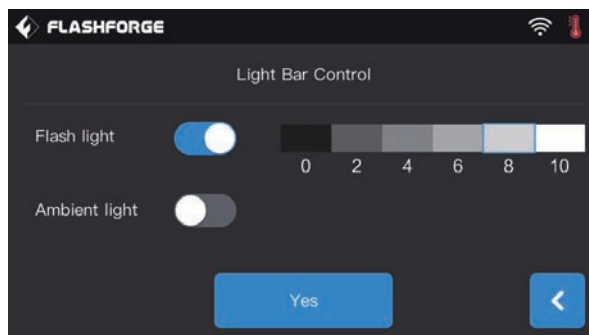 FLASHFORGE
Light Bar Control
Flash light
0 2 4 6 8 10
Ambient light
Yes